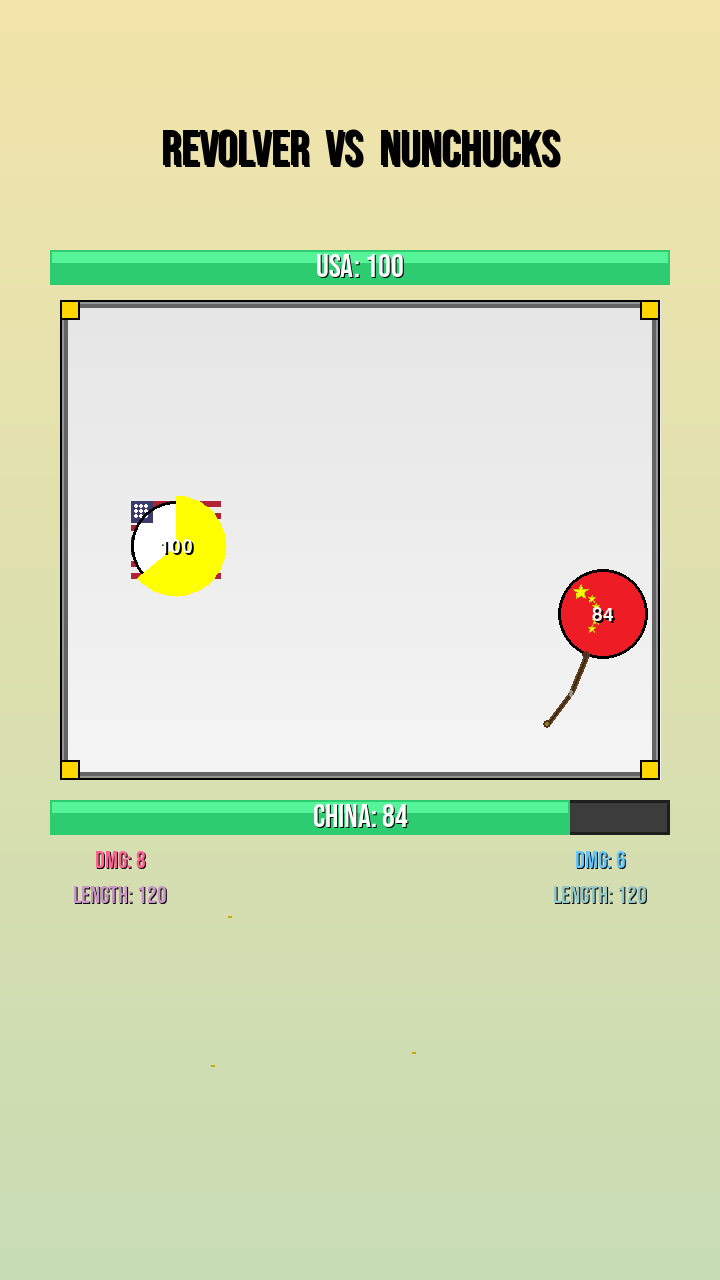 REVOLVER VS NUNCHUCKS
USA: 100
100
84
CHINA: 84
DMG: 8
DMG: 6
LENGTH: 120
LENGTH: 120